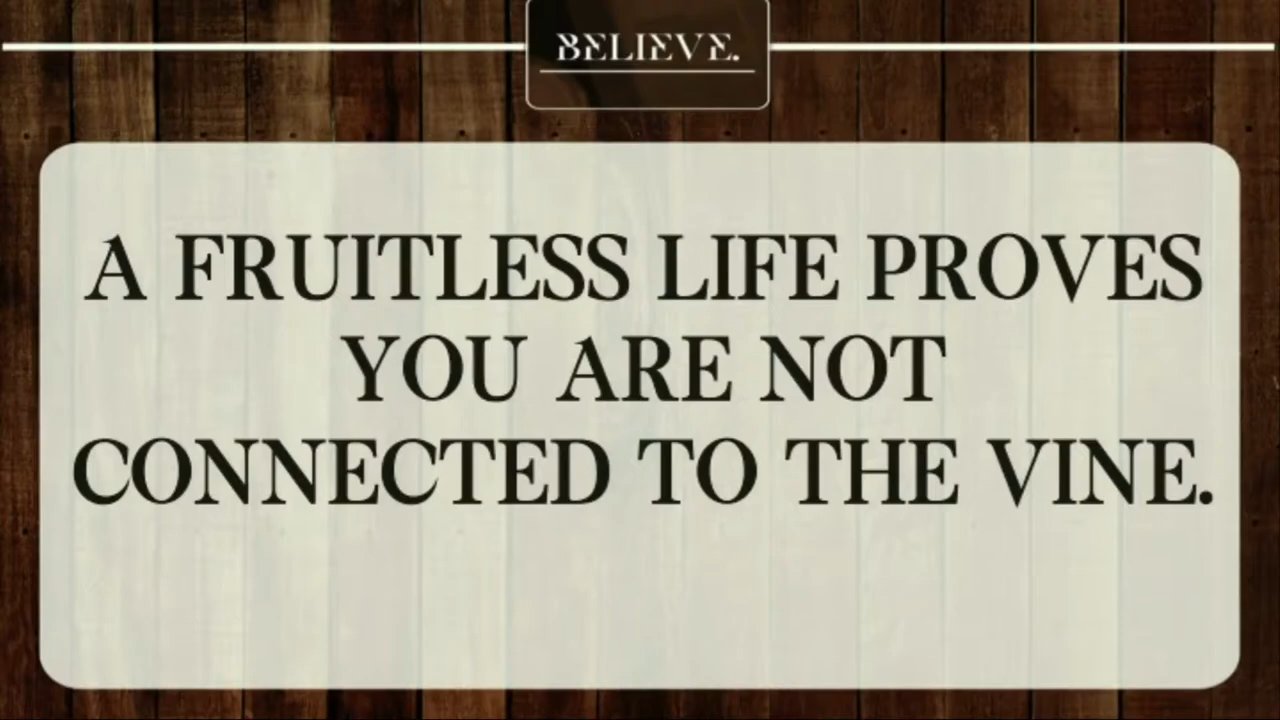 BELIEVE.
A FRUITLESS LIFE PROVES
YOU ARE NOT
CONNECTED TO THE VINE.